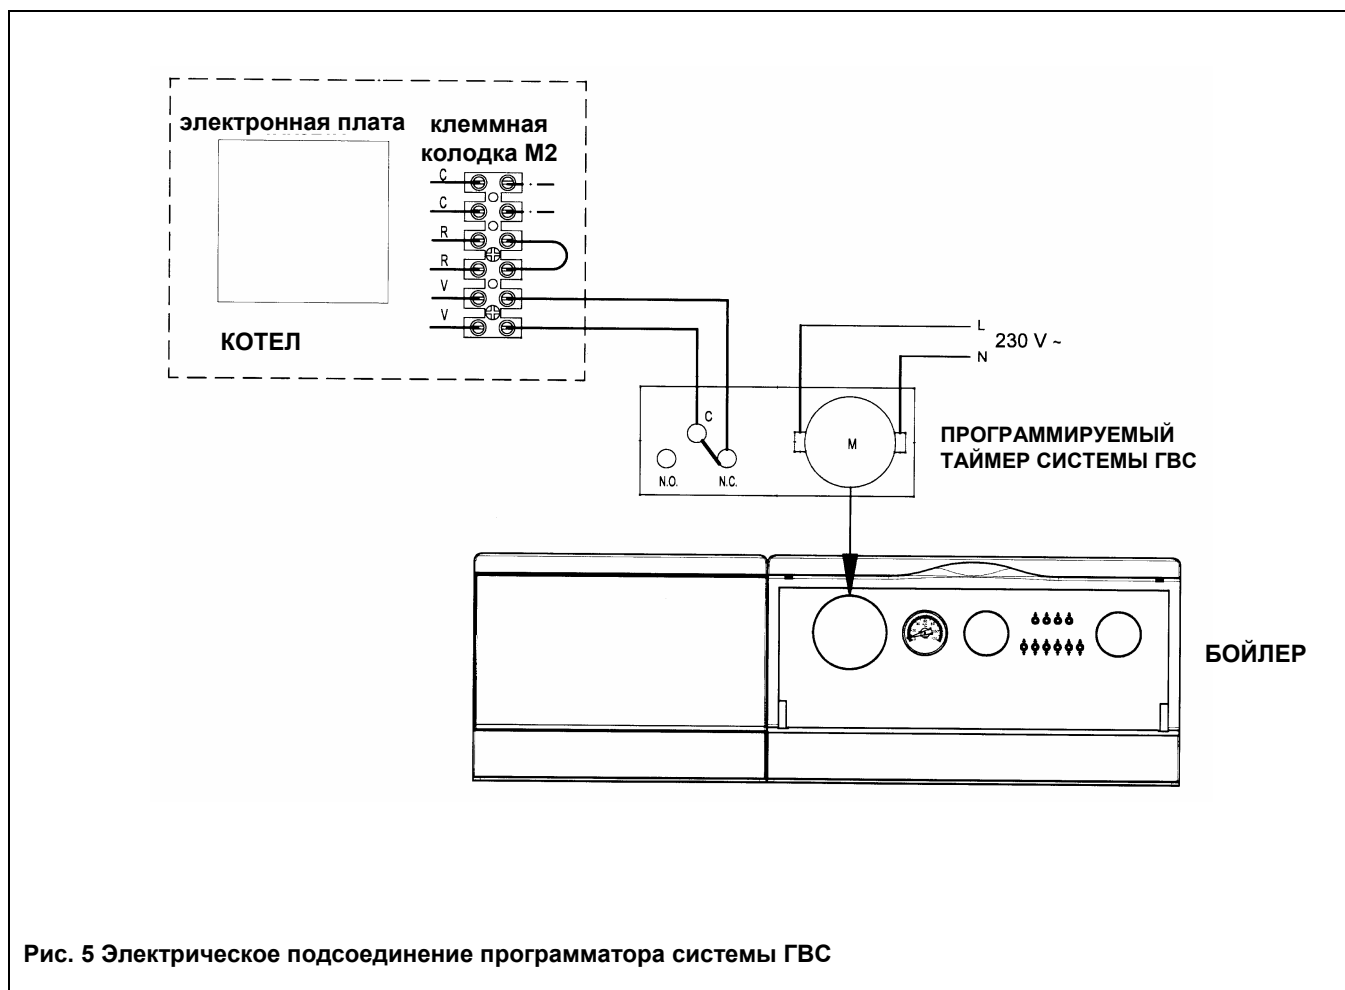 электронная плата
клеммная
колодка М2
C
C
R
R
V
V
КОТЕЛ
L
230 V ~
N
C
M
N.O.
N.C.
ПРОГРАММИРУЕМЫЙ
ТАЙМЕР СИСТЕМЫ ГВС
БОЙЛЕР
Рис. 5 Электрическое подсоединение программатора системы ГВС